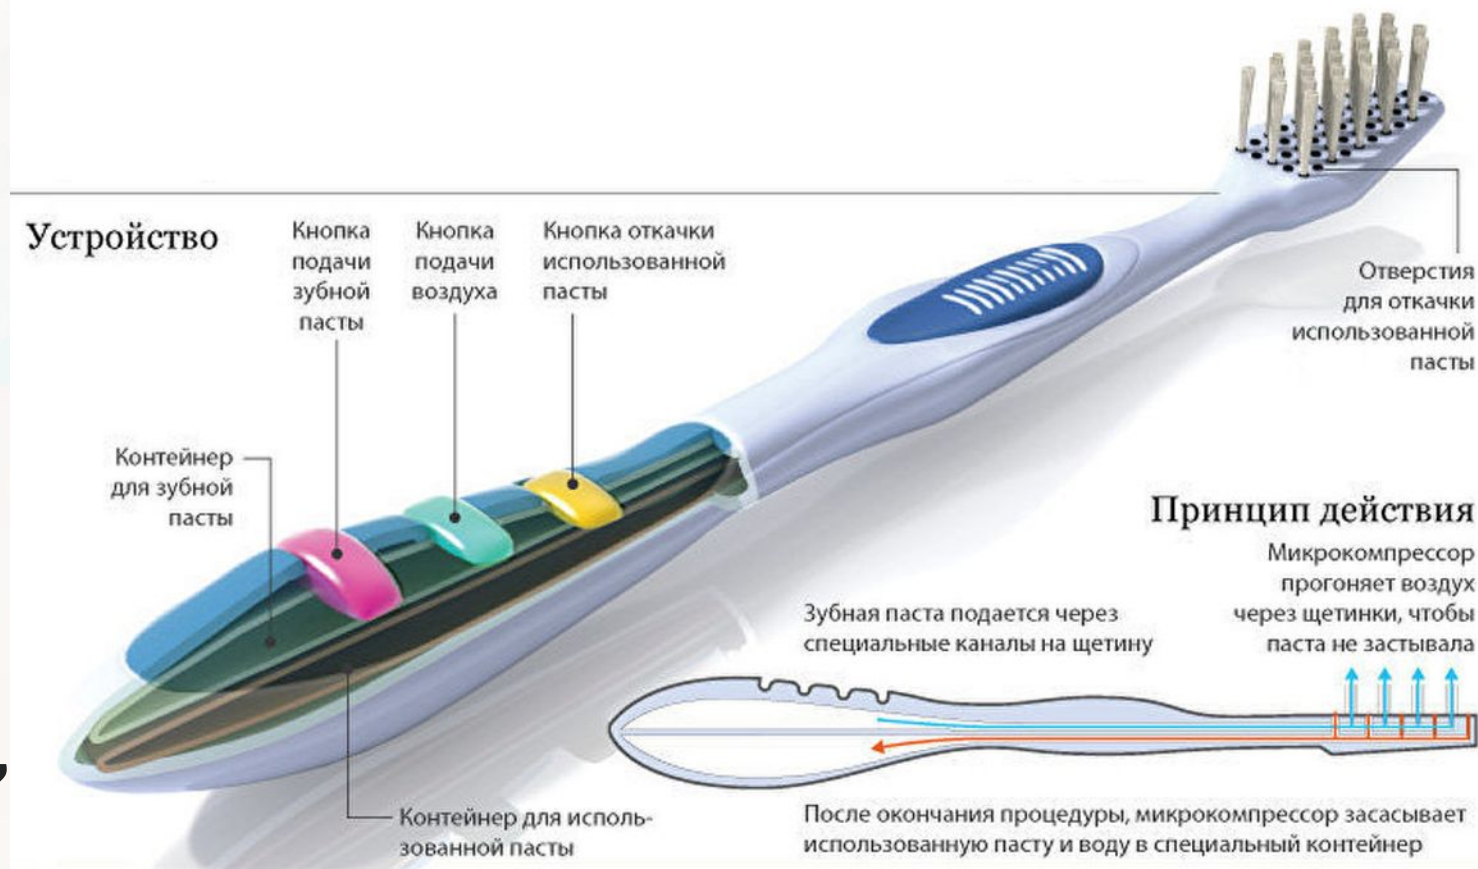 Устройство
Кнопка
подачи
зубной
пасты
Кнопка
подачи
воздуха
Кнопка откачки
использованной
пасты
Отверстия
для откачки
использованной
пасты
Контейнер
для зубной
пасты
Принцип действия
Микрокомпрессор
прогоняет воздух
через щетинки, чтобы
паста не застывала
Зубная паста подается через
специальные каналы на щетину
Контейнер для исполь-
зованной пасты
После окончания процедуры, микрокомпрессор засасывает
использованную пасту и воду в специальный контейнер